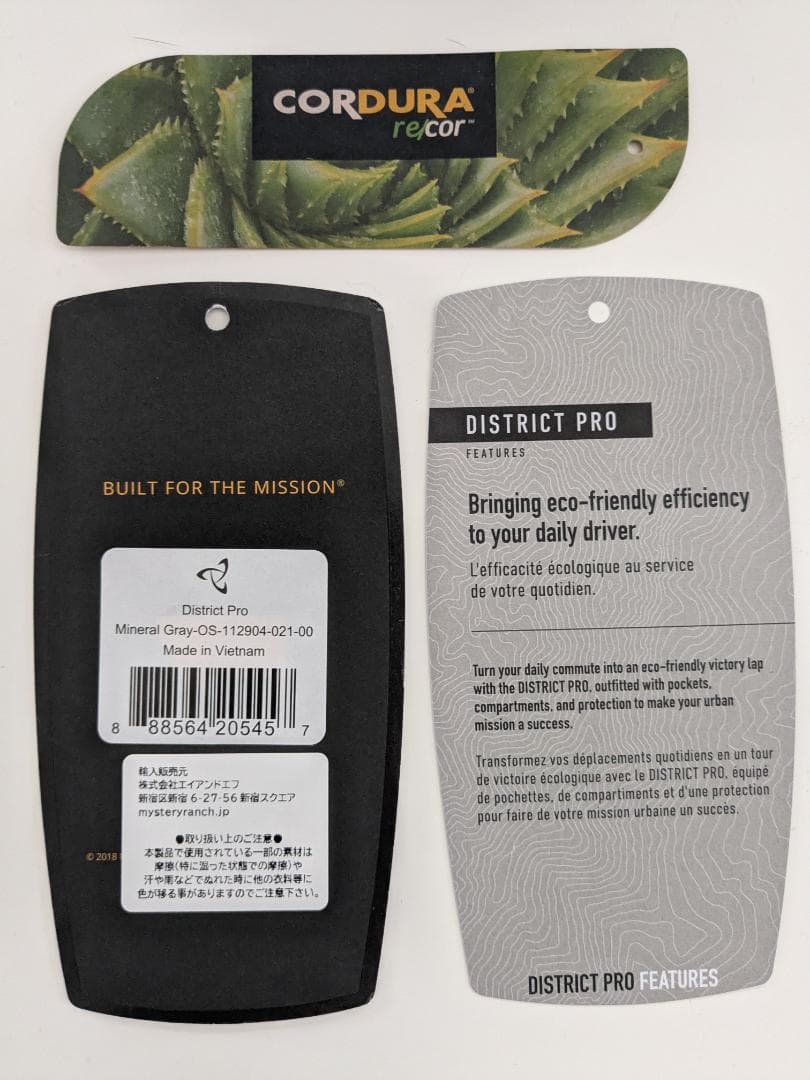 CORDURA®
re/cor™
BUILT FOR THE MISSION®
District Pro
Mineral Gray-OS-112904-021-00
Made in Vietnam
8 88564 20545 7
輸入販売元
株式会社エイアンドエフ
新宿区新宿 6-27-56 新宿スクエア
mysteryranch.jp
●取り扱い上のご注意●
本製品で使用されている一部の素材は
摩擦(特に湿った状態での摩擦)や
汗や雨などでぬれた時に他の衣料等に
色が移る事がありますのでご注意下さい。
© 2018
DISTRICT PRO
FEATURES
Bringing eco-friendly efficiency
to your daily driver.
L'efficacité écologique au service
de votre quotidien.
Turn your daily commute into an eco-friendly victory lap
with the DISTRICT PRO, outfitted with pockets,
compartments, and protection to make your urban
mission a success.
Transformez vos déplacements quotidiens en un tour
de victoire écologique avec le DISTRICT PRO, équipé
de pochettes, de compartiments et d'une protection
pour faire de votre mission urbaine un succès.
DISTRICT PRO FEATURES